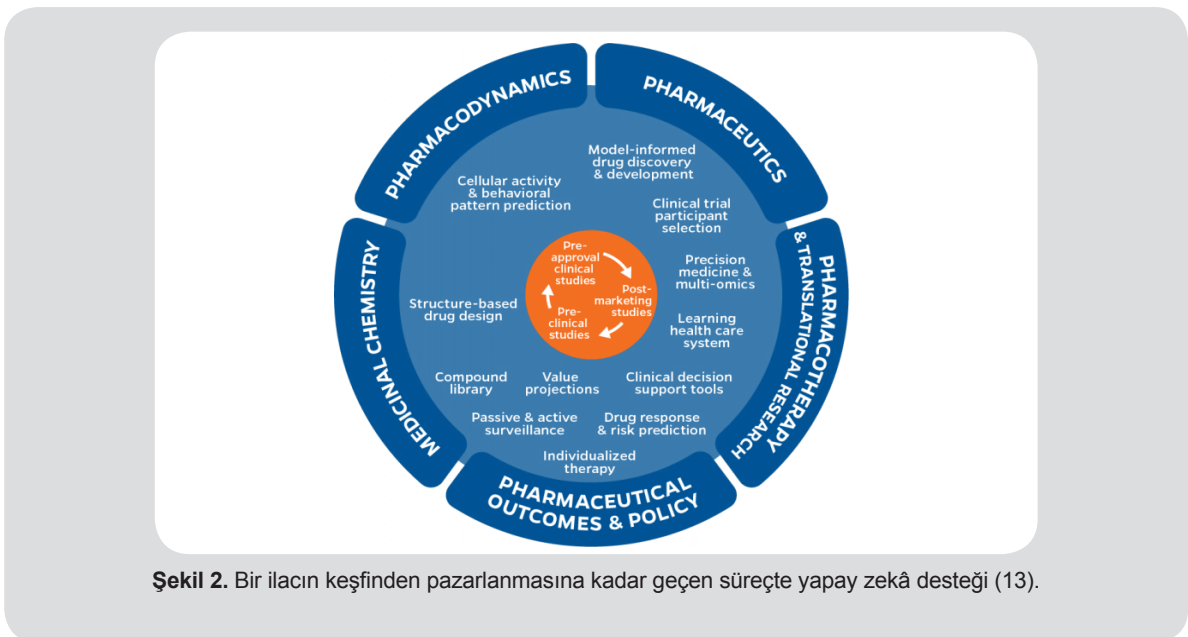 PHARMACODYNAMICS
PHARMACEUTICS
PHARMACOTHERAPY
& TRANSLATIONAL RESEARCH
PHARMACEUTICAL
OUTCOMES & POLICY
MEDICINAL CHEMISTRY
Model-informed
drug discovery
& development
Cellular activity
& behavioral
pattern prediction
Clinical trial
participant
selection
Precision
medicine &
multi-omics
Learning
health care
system
Structure-based
drug design
Pre-
approval
clinical
studies
Post-
marketing
studies
Pre-
clinical
studies
Compound
library
Value
projections
Clinical decision
support tools
Passive & active
surveillance
Drug response
& risk prediction
Individualized
therapy
Şekil 2. Bir ilacın keşfinden pazarlanmasına kadar geçen süreçte yapay zekâ desteği (13).